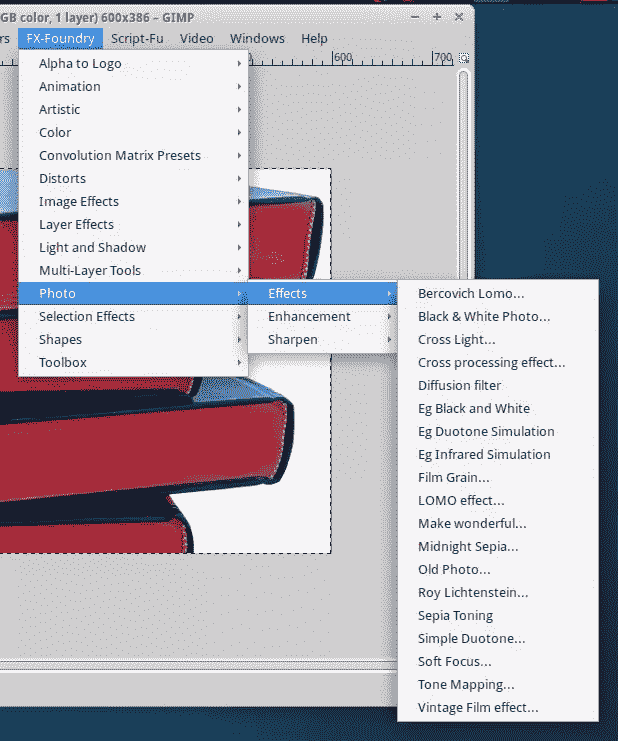 GB color, 1 layer) 600x386 – GIMP
rs FX-Foundry Script-Fu Video Windows Help
600 700
Alpha to Logo
Animation
Artistic
Color
Convolution Matrix Presets
Distorts
Image Effects
Layer Effects
Light and Shadow
Multi-Layer Tools
Photo
Selection Effects
Shapes
Toolbox
Effects
Enhancement
Sharpen
Bercovich Lomo...
Black & White Photo...
Cross Light...
Cross processing effect...
Diffusion filter
Eg Black and White
Eg Duotone Simulation
Eg Infrared Simulation
Film Grain...
LOMO effect...
Make wonderful...
Midnight Sepia...
Old Photo...
Roy Lichtenstein...
Sepia Toning
Simple Duotone...
Soft Focus...
Tone Mapping...
Vintage Film effect...